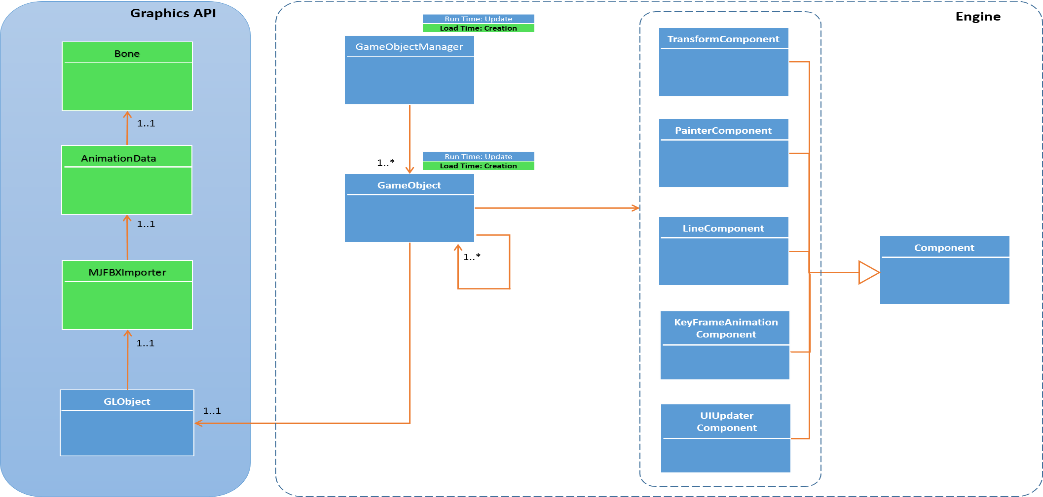 Graphics API
Bone
1..1
AnimationData
1..1
MJFBXImporter
1..1
GLObject
1..1
Engine
Run Time: Update
Load Time: Creation
GameObjectManager
1..*
Run Time: Update
Load Time: Creation
GameObject
1..*
TransformComponent
PainterComponent
LineComponent
KeyFrameAnimation
Component
UIUpdater
Component
Component